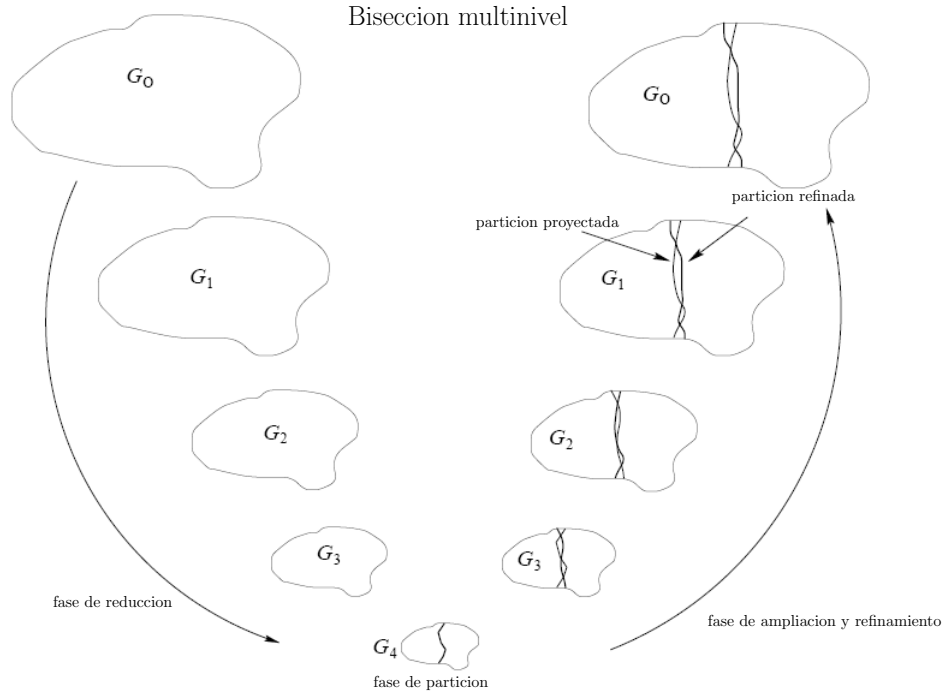 Biseccion multinivel
G₀
G₀
particion refinada
particion proyectada
G₁
G₁
G₂
G₂
G₃
G₃
fase de reduccion
fase de ampliacion y refinamiento
G₄
fase de particion